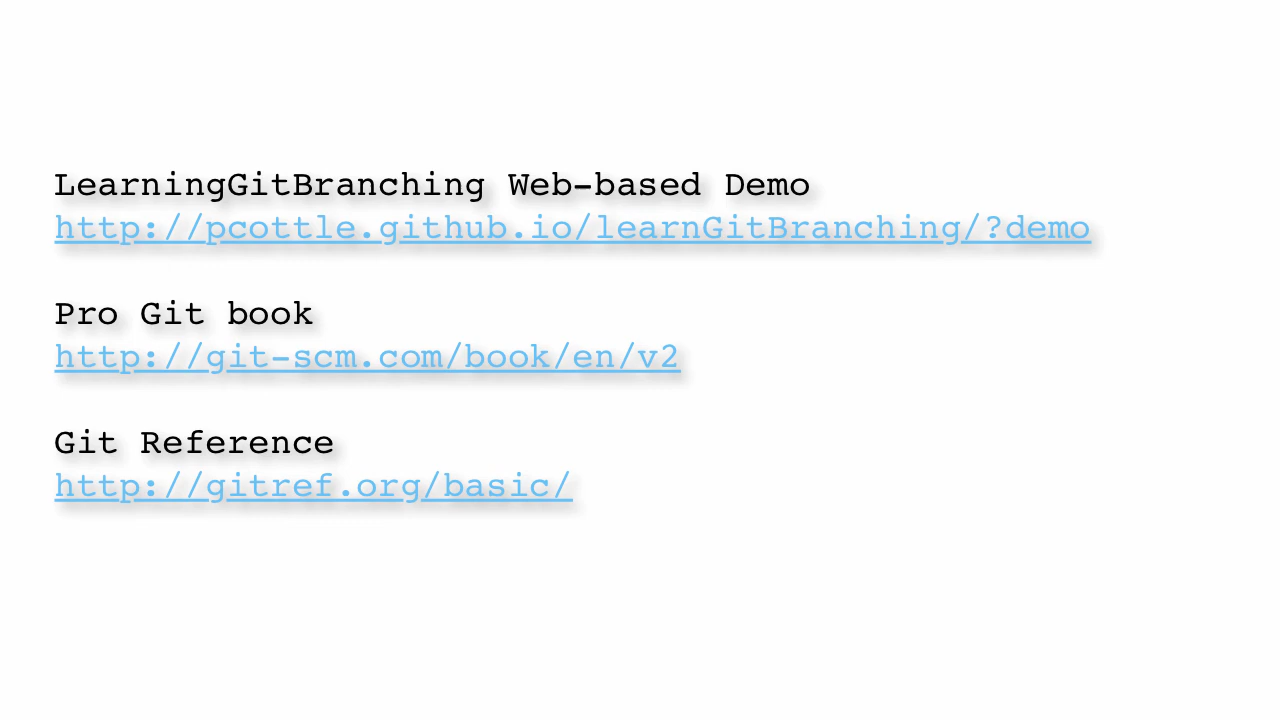 LearningGitBranching Web-based Demo
http://pcottle.github.io/learnGitBranching/?demo
Pro Git book
http://git-scm.com/book/en/v2
Git Reference
http://gitref.org/basic/